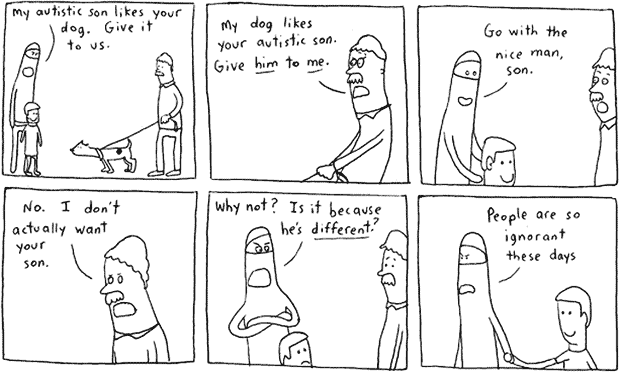 My autistic son likes your
dog. Give it
to us.
My dog likes
your autistic son.
Give him to me.
Go with the
nice man,
son.
No. I don't
actually want
your
son.
Why not? Is it because
he's different?
People are so
ignorant
these days